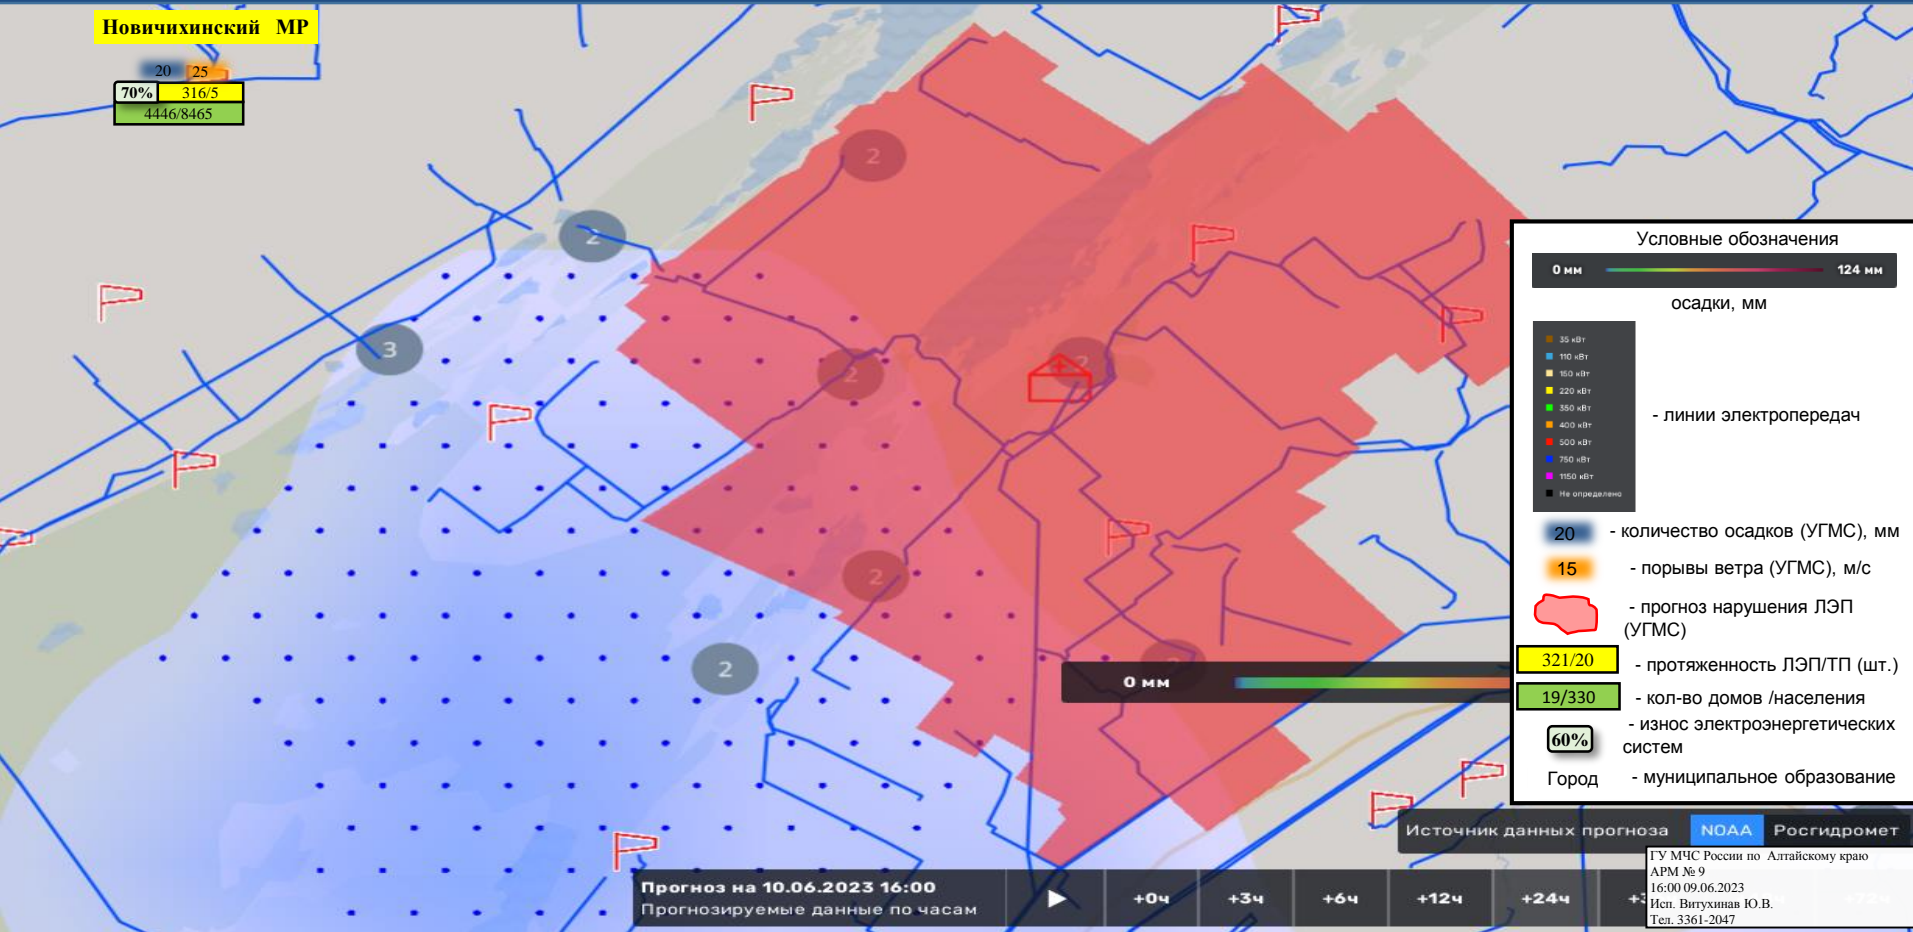 Новичихинский МР
20 25
70% 316/5
4446/8465
2
2
3
2
2
2
2
2
Условные обозначения
0 мм 124 мм
осадки, мм
35 кВт
110 кВт
150 кВт
220 кВт
350 кВт
400 кВт
500 кВт
750 кВт
1150 кВт
Не определено
- линии электропередач
20 - количество осадков (УГМС), мм
15 - порывы ветра (УГМС), м/с
- прогноз нарушения ЛЭП
(УГМС)
321/20 - протяженность ЛЭП/ТП (шт.)
19/330 - кол-во домов /населения
60% - износ электроэнергетических
систем
Город - муниципальное образование
0 мм
Источник данных прогноза NOAA Росгидромет
Прогноз на 10.06.2023 16:00
Прогнозируемые данные по часам
+0ч +3ч +6ч +12ч +24ч
ГУ МЧС России по Алтайскому краю
АРМ № 9
16:00 09.06.2023
Исп. Витухинав Ю.В.
Тел. 3361-2047